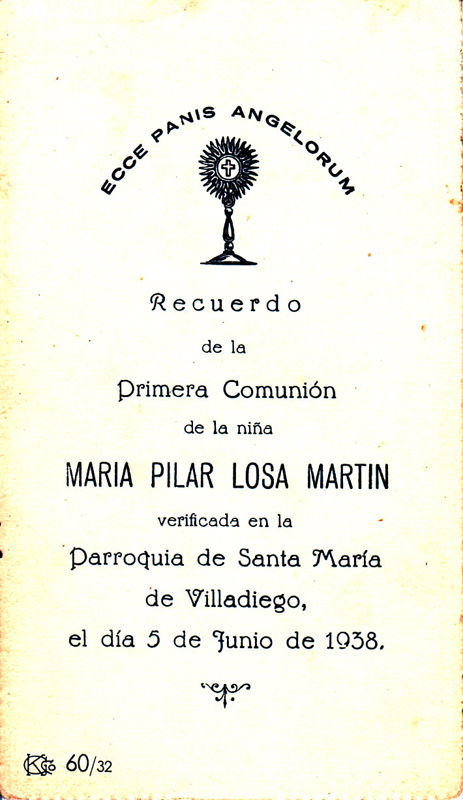 ECCE PANIS ANGELORUM
Recuerdo
de la
Primera Comunión
de la niña
MARIA PILAR LOSA MARTIN
verificada en la
Parroquia de Santa María
de Villadiego,
el día 5 de Junio de 1938.
60/32